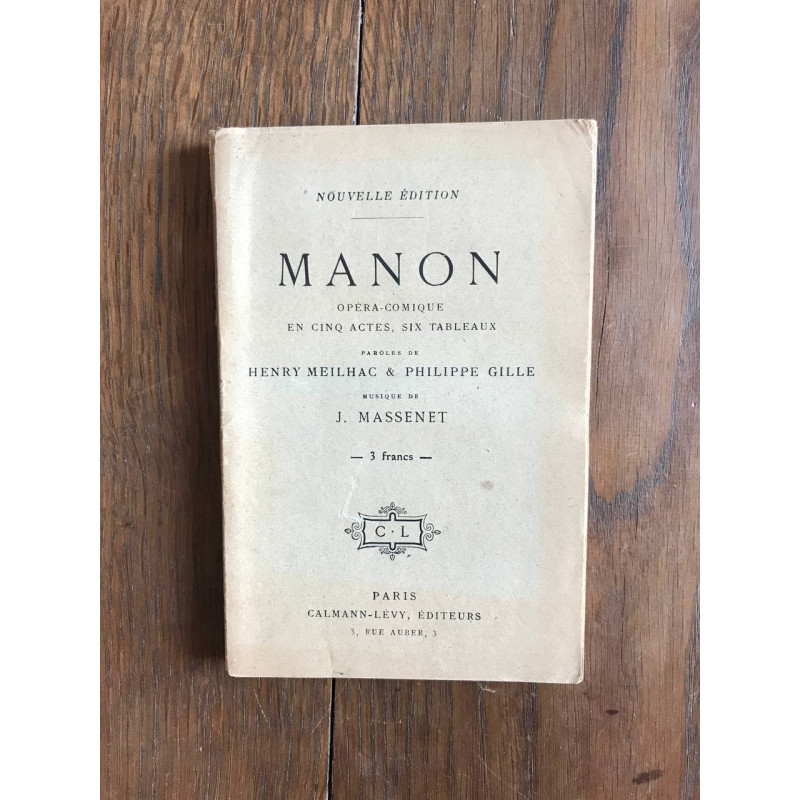 NOUVELLE ÉDITION
MANON
OPÉRA-COMIQUE
EN CINQ ACTES, SIX TABLEAUX
PAROLES DE
HENRY MEILHAC & PHILIPPE GILLE
MUSIQUE DE
J. MASSENET
— 3 francs —
C · L
PARIS
CALMANN-LÉVY, ÉDITEURS
3, RUE AUBER, 3